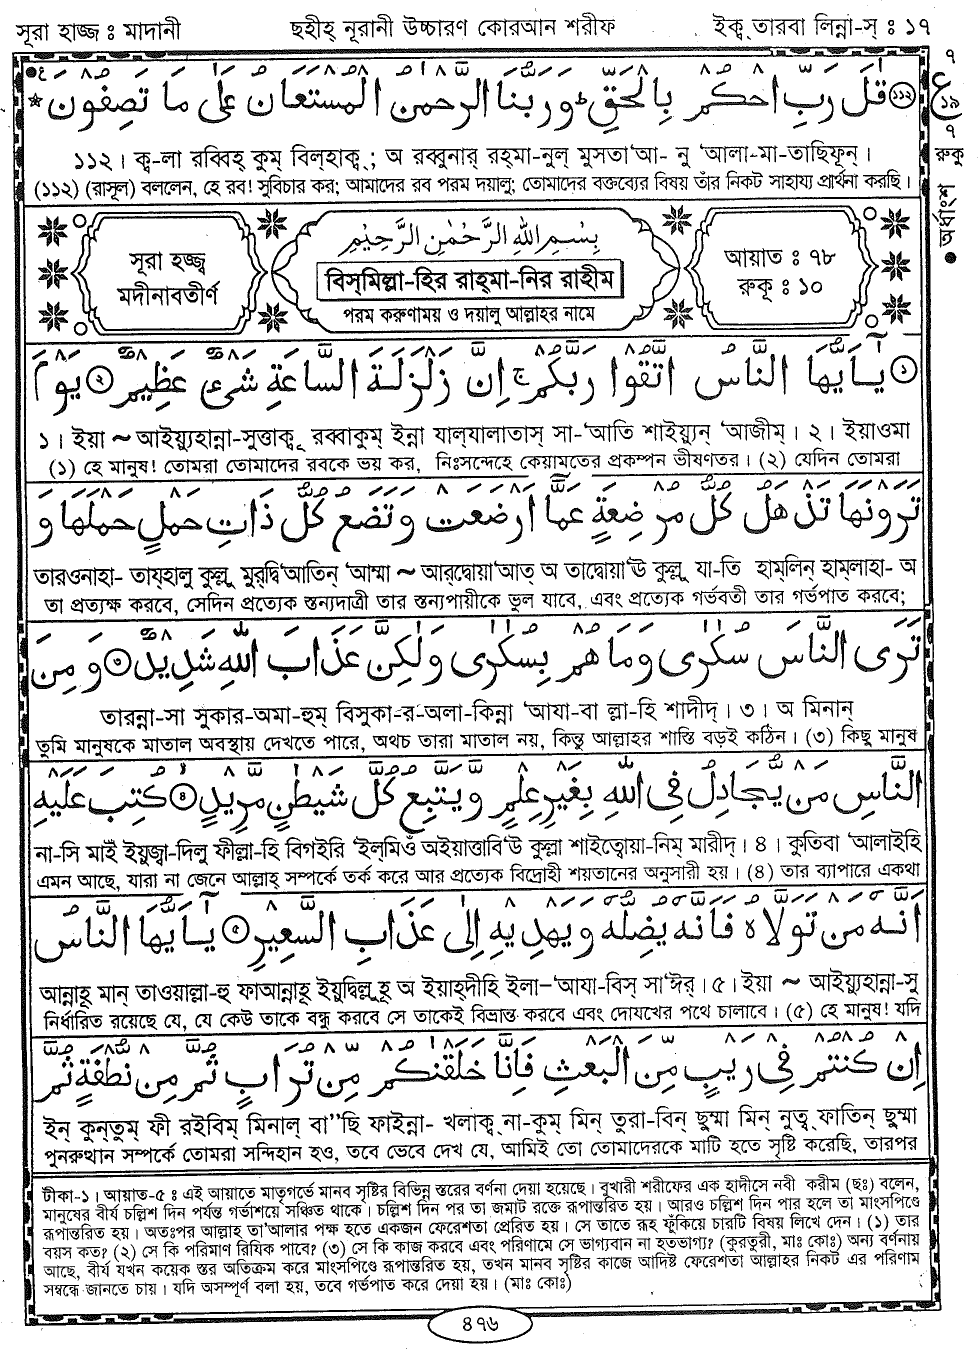 সূরা হাজ্জ ঃ মাদানী
ছহীহ্ নূরানী উচ্চারণ কোরআন শরীফ
ইক্ব্তারবা লিন্না-স্ ঃ ১৭
۝١١٢ قٰلَ رَبِّ احْكُمْ بِالْحَقِّ ؕ وَرَبُّنَا الرَّحْمٰنُ الْمُسْتَعَانُ عَلٰى مَا تَصِفُوْنَ
৭
ع ১৯
৭
রুকু
অর্ধাংশ
১১২। ক্ব-লা রব্বিহ্ কুম্ বিল্হাক্ব্; অ রব্বুনার্ রহ্মা-নুল্ মুসতা'আ- নু 'আলা-মা-তাছিফূন্।
(১১২) (রাসূল) বললেন, হে রব! সুবিচার কর; আমাদের রব পরম দয়ালু; তোমাদের বক্তব্যের বিষয় তাঁর নিকট সাহায্য প্রার্থনা করছি।
সূরা হজ্জ্ব
মদীনাবতীর্ণ
بِسْمِ اللهِ الرَّحْمٰنِ الرَّحِيْمِ
বিস্মিল্লা-হির রাহ্মা-নির রাহীম
পরম করুণাময় ও দয়ালু আল্লাহর নামে
আয়াত ঃ ৭৮
রুকূ ঃ ১০
۝١ يٰٓاَيُّهَا النَّاسُ اتَّقُوْا رَبَّكُمْ ۚ اِنَّ زَلْزَلَةَ السَّاعَةِ شَىْءٌ عَظِيْمٌ ۝٢ يَوْمَ
১। ইয়া ~ আইয়্যুহান্না-সুত্তাক্বূ রব্বাকুম্ ইন্না যাল্যালাতাস্ সা-'আতি শাইয়্যুন্ 'আজীম্। ২। ইয়াওমা
(১) হে মানুষ! তোমরা তোমাদের রবকে ভয় কর, নিঃসন্দেহে কেয়ামতের প্রকম্পন ভীষণতর। (২) যেদিন তোমরা
تَرَوْنَهَا تَذْهَلُ كُلُّ مُرْضِعَةٍ عَمَّا اَرْضَعَتْ وَتَضَعُ كُلُّ ذَاتِ حَمْلٍ حَمْلَهَا وَ
তারওনাহা- তায্হালু কুল্লু মুর্দ্বি'আতিন্ 'আম্মা ~ আর্দ্বোয়া'আত্ অ তাদ্বোয়া'ঊ কুল্লু যা-তি হাম্লিন্ হাম্লাহা- অ
তা প্রত্যক্ষ করবে, সেদিন প্রত্যেক স্তন্যদাত্রী তার স্তন্যপায়ীকে ভুল যাবে, এবং প্রত্যেক গর্ভবতী তার গর্ভপাত করবে;
تَرَى النَّاسَ سُكٰرٰى وَمَا هُمْ بِسُكٰرٰى وَلٰكِنَّ عَذَابَ اللّٰهِ شَدِيْدٌ ۝٣ وَ مِنَ
তারন্না-সা সুকার-অমা-হুম্ বিসুকা-র-অলা-কিন্না 'আযা-বা ল্লা-হি শাদীদ্। ৩। অ মিনান্
তুমি মানুষকে মাতাল অবস্থায় দেখতে পারে, অথচ তারা মাতাল নয়, কিন্তু আল্লাহর শাস্তি বড়ই কঠিন। (৩) কিছু মানুষ
النَّاسِ مَنْ يُّجَادِلُ فِى اللّٰهِ بِغَيْرِ عِلْمٍ وَّيَتَّبِعُ كُلَّ شَيْطٰنٍ مَّرِيْدٍ ۝٤ كُتِبَ عَلَيْهِ
না-সি মাইঁ ইয়ুজ্বা-দিলু ফীল্লা-হি বিগইরি 'ইল্মিওঁ অইয়াত্তাবি'উ কুল্লা শাইত্বোয়া-নিম্ মারীদ্। ৪। কুতিবা 'আলাইহি
এমন আছে, যারা না জেনে আল্লাহ্ সম্পর্কে তর্ক করে আর প্রত্যেক বিদ্রোহী শয়তানের অনুসারী হয়। (৪) তার ব্যাপারে একথা
اَنَّهٗ مَنْ تَوَلَّاهُ فَاَنَّهٗ يُضِلُّهٗ وَيَهْدِيْهِ اِلٰى عَذَابِ السَّعِيْرِ ۝٥ يٰٓاَيُّهَا النَّاسُ
আন্নাহূ মান্ তাওয়াল্লা-হু ফাআন্নাহূ ইয়ুদ্বিল্লুহূ অ ইয়াহ্দীহি ইলা-'আযা-বিস্ সা'ঈর্। ৫। ইয়া ~ আইয়্যুহান্না-সু
নির্ধারিত রয়েছে যে, যে কেউ তাকে বন্ধু করবে সে তাকেই বিভ্রান্ত করবে এবং দোযখের পথে চালাবে। (৫) হে মানুষ! যদি
اِنْ كُنْتُمْ فِىْ رَيْبٍ مِّنَ الْبَعْثِ فَاِنَّا خَلَقْنٰكُمْ مِّنْ تُرَابٍ ثُمَّ مِنْ نُّطْفَةٍ ثُمَّ
ইন্ কুন্তুম্ ফী রইবিম্ মিনাল্ বা"ছি ফাইন্না- খলাক্ব্ না-কুম্ মিন্ তুরা-বিন্ ছুম্মা মিন্ নুত্ব্ ফাতিন্ ছুম্মা
পুনরুত্থান সম্পর্কে তোমরা সন্দিহান হও, তবে ভেবে দেখ যে, আমিই তো তোমাদেরকে মাটি হতে সৃষ্টি করেছি, তারপর
টীকা-১। আয়াত-৫ ঃ এই আয়াতে মাতৃগর্ভে মানব সৃষ্টির বিভিন্ন স্তরের বর্ণনা দেয়া হয়েছে। বুখারী শরীফের এক হাদীসে নবী করীম (ছঃ) বলেন,
মানুষের বীর্য চল্লিশ দিন পর্যন্ত গর্ভাশয়ে সঞ্চিত থাকে। চল্লিশ দিন পর তা জমাট রক্তে রূপান্তরিত হয়। আরও চল্লিশ দিন পার হলে তা মাংসপিণ্ডে
রূপান্তরিত হয়। অতঃপর আল্লাহ তা'আলার পক্ষ হতে একজন ফেরেশতা প্রেরিত হয়। সে তাতে রূহ ফুঁকিয়ে চারটি বিষয় লিখে দেন। (১) তার
বয়স কত? (২) সে কি পরিমাণ রিযিক পাবে? (৩) সে কি কাজ করবে এবং পরিণামে সে ভাগ্যবান না হতভাগ্য? (কুরতুরী, মাঃ কোঃ) অন্য বর্ণনায়
আছে, বীর্য যখন কয়েক স্তর অতিক্রম করে মাংসপিণ্ডে রূপান্তরিত হয়, তখন মানব সৃষ্টির কাজে আদিষ্ট ফেরেশতা আল্লাহর নিকট এর পরিণাম
সম্বন্ধে জানতে চায়। যদি অসম্পূর্ণ বলা হয়, তবে গর্ভপাত করে দেয়া হয়। (মাঃ কোঃ)
৪৭৬